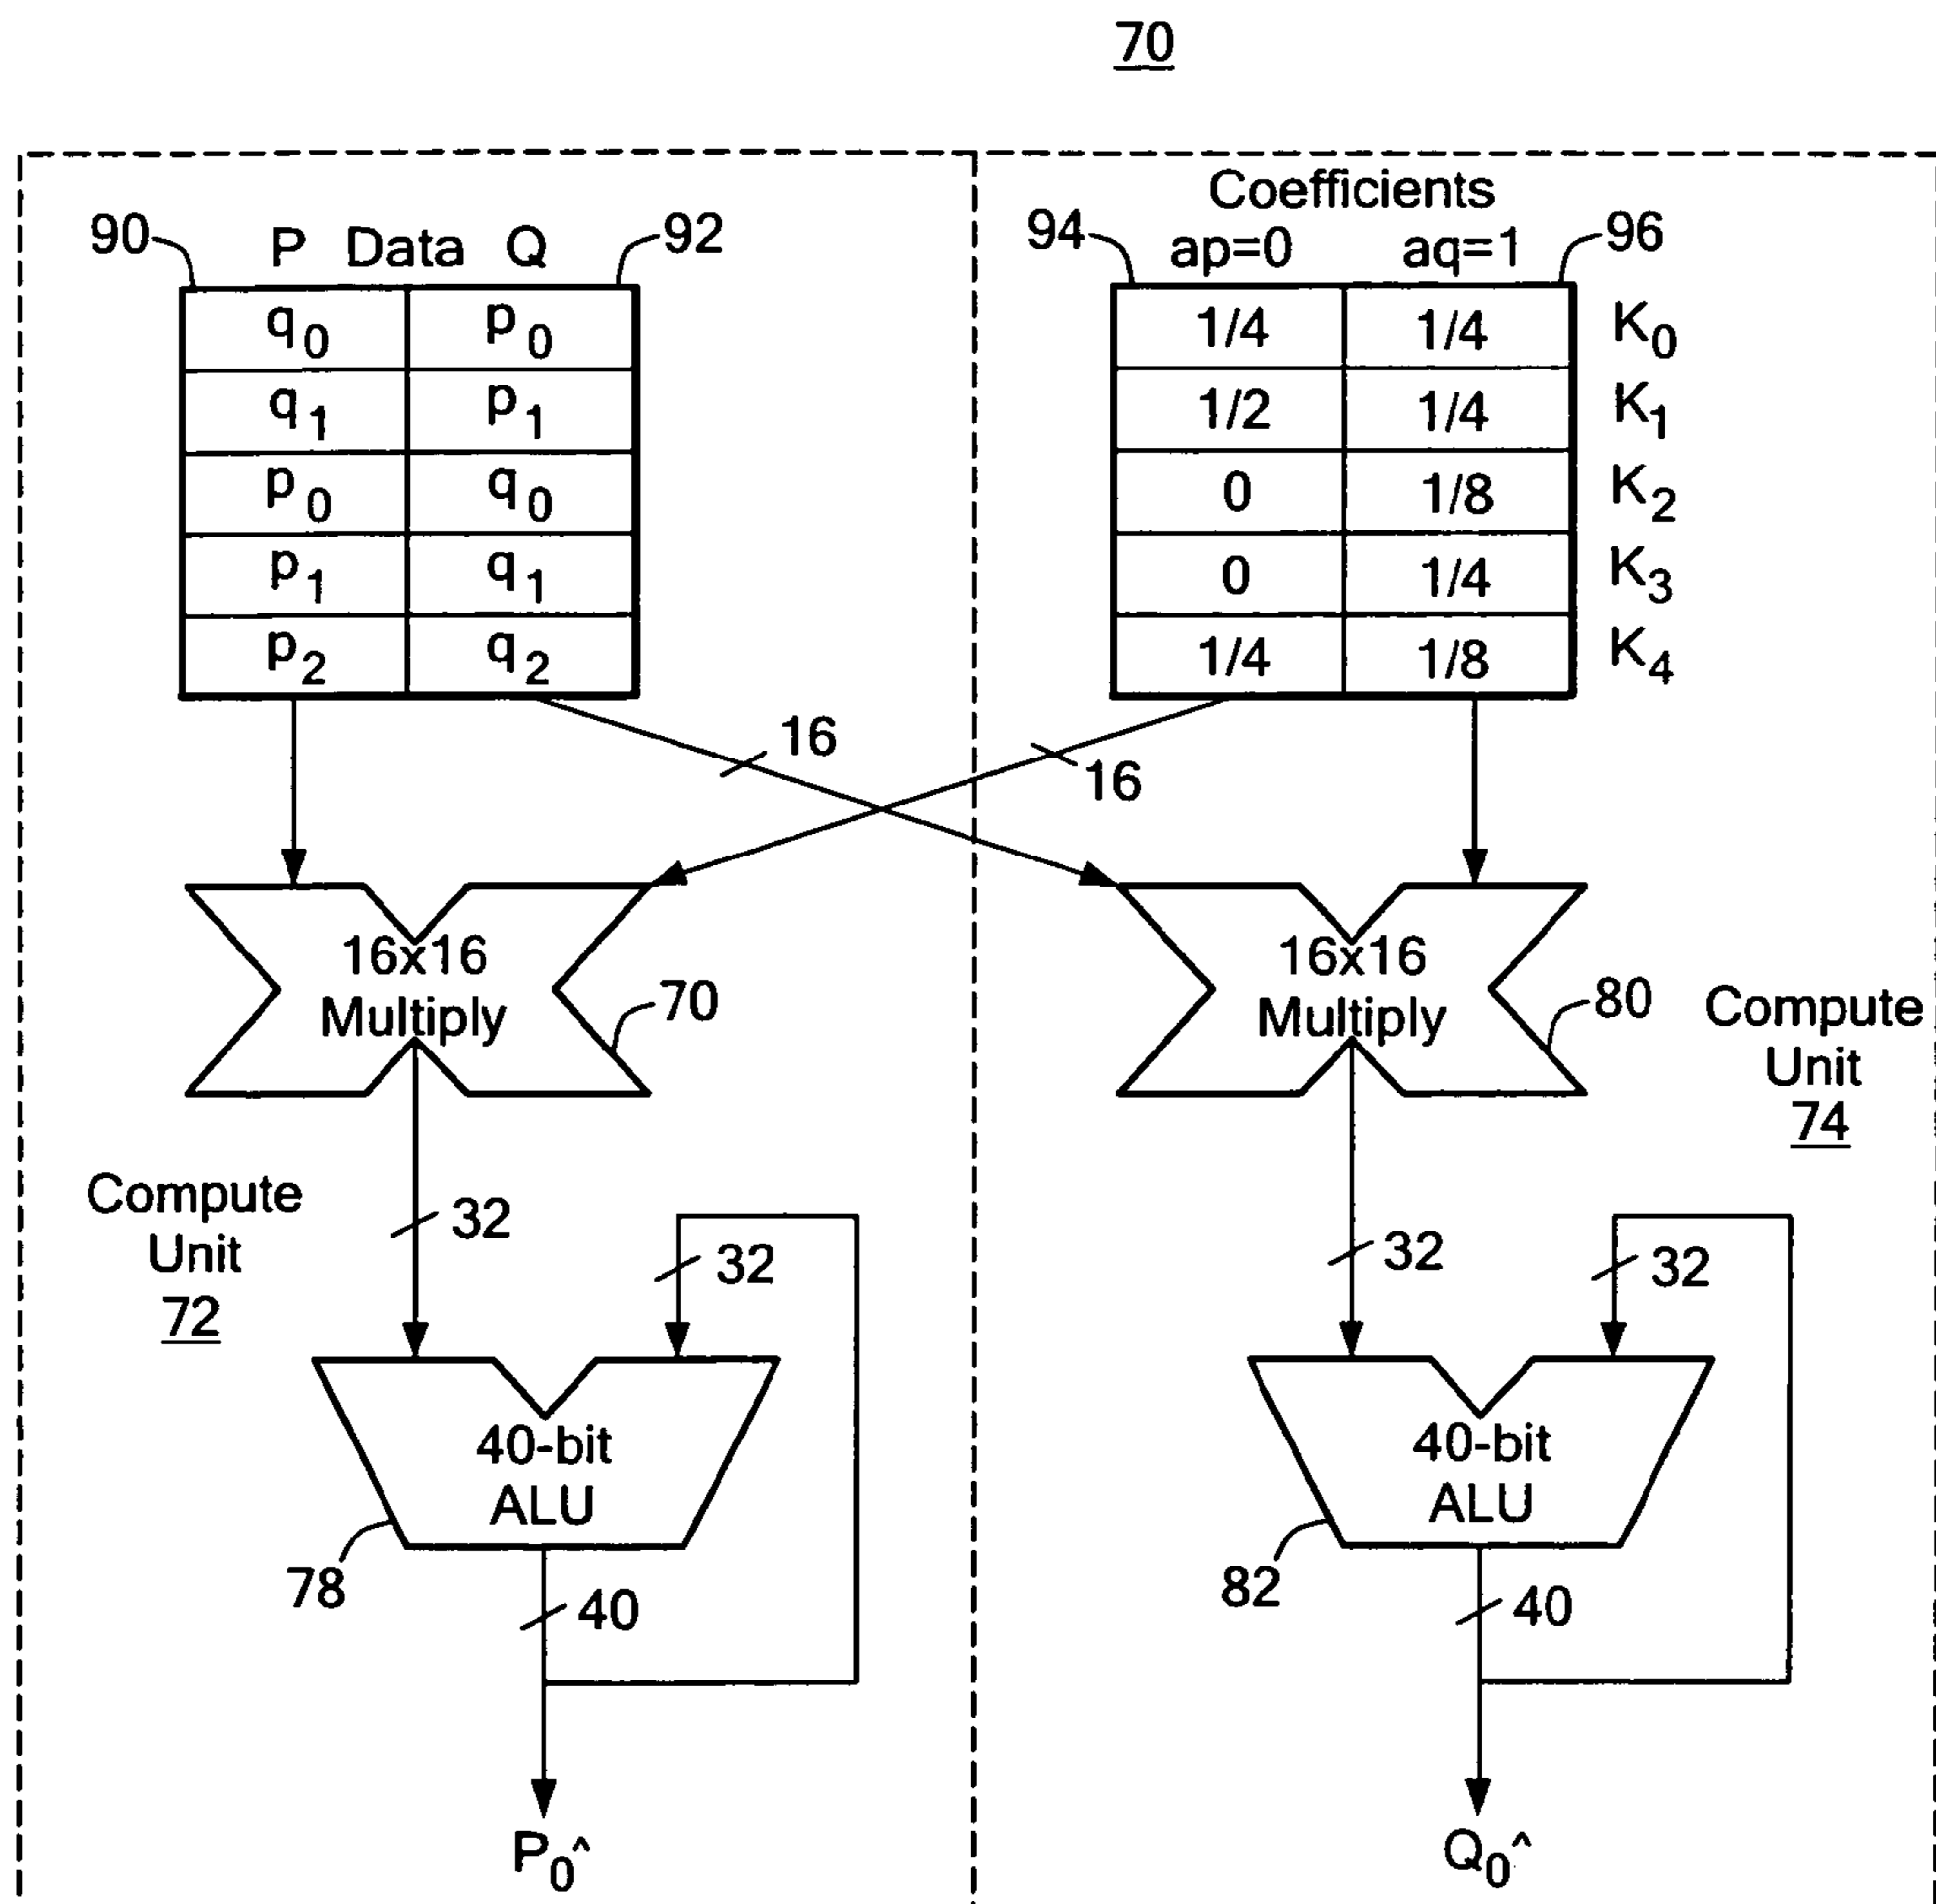 70
Coefficients
90 P Data Q 92
94 ap=0 aq=1 96
q0 p0
q1 p1
p0 q0
p1 q1
p2 q2
1/4 1/4 K0
1/2 1/4 K1
0 1/8 K2
0 1/4 K3
1/4 1/8 K4
16
16
16x16
Multiply
70
16x16
Multiply
80
Compute
Unit
74
Compute
Unit
72
32
32
32
32
40-bit
ALU
78
40
40-bit
ALU
82
40
P0^
Q0^